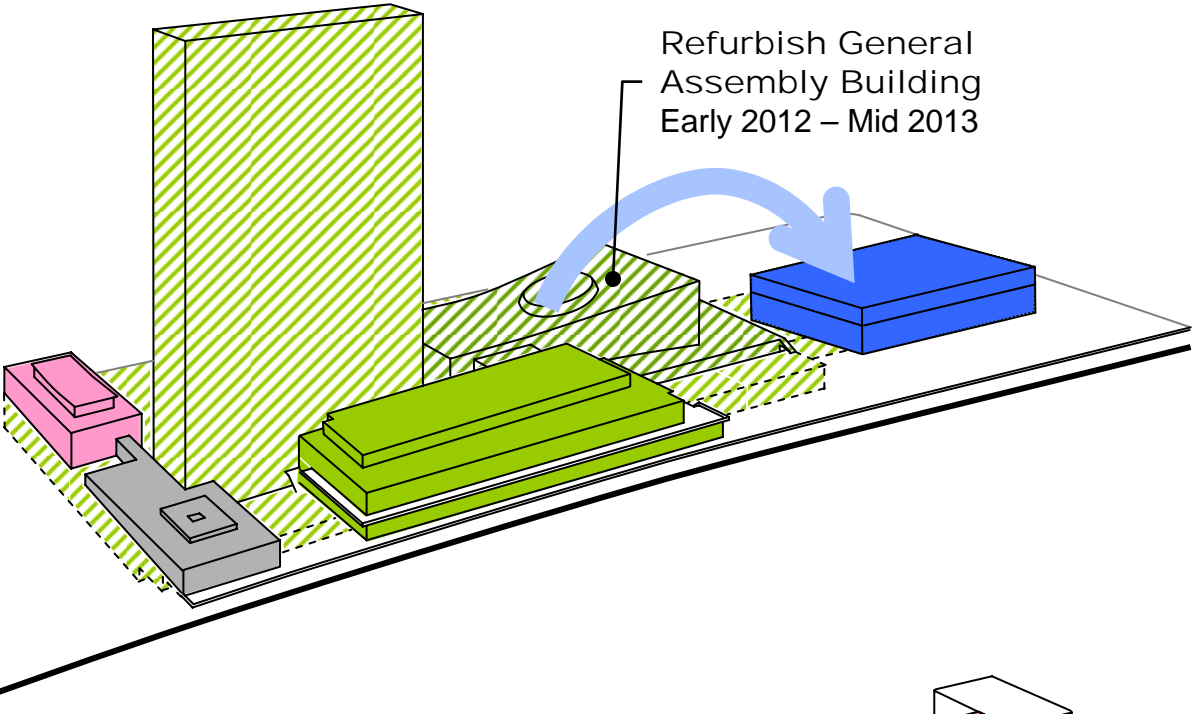 Refurbish General
Assembly Building
Early 2012 – Mid 2013